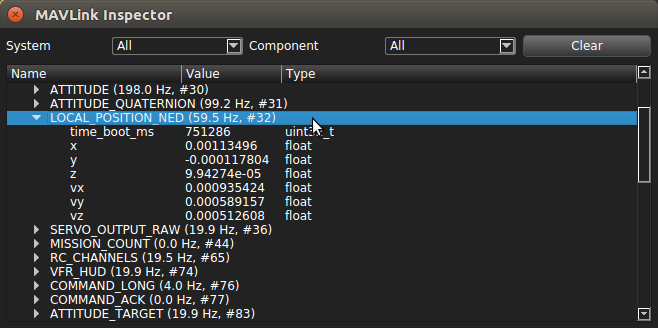 MAVLink Inspector
System All Component All Clear
Name Value Type
ATTITUDE (198.0 Hz, #30)
ATTITUDE_QUATERNION (99.2 Hz, #31)
LOCAL_POSITION_NED (59.5 Hz, #32)
time_boot_ms 751286
x 0.00113496 float
y -0.000117804 float
z 9.94274e-05 float
vx 0.000935424 float
vy 0.000589157 float
vz 0.000512608 float
SERVO_OUTPUT_RAW (19.9 Hz, #36)
MISSION_COUNT (0.0 Hz, #44)
RC_CHANNELS (19.5 Hz, #65)
VFR_HUD (19.9 Hz, #74)
COMMAND_LONG (4.0 Hz, #76)
COMMAND_ACK (0.0 Hz, #77)
ATTITUDE_TARGET (19.9 Hz, #83)